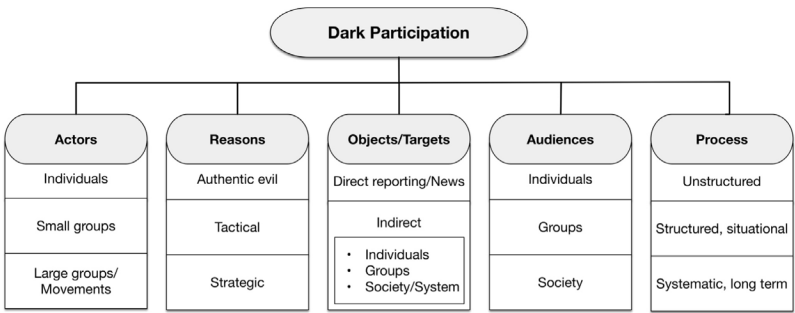 Dark Participation
Actors
Individuals
Small groups
Large groups/
Movements
Reasons
Authentic evil
Tactical
Strategic
Objects/Targets
Direct reporting/News
Indirect
• Individuals
• Groups
• Society/System
Audiences
Individuals
Groups
Society
Process
Unstructured
Structured, situational
Systematic, long term